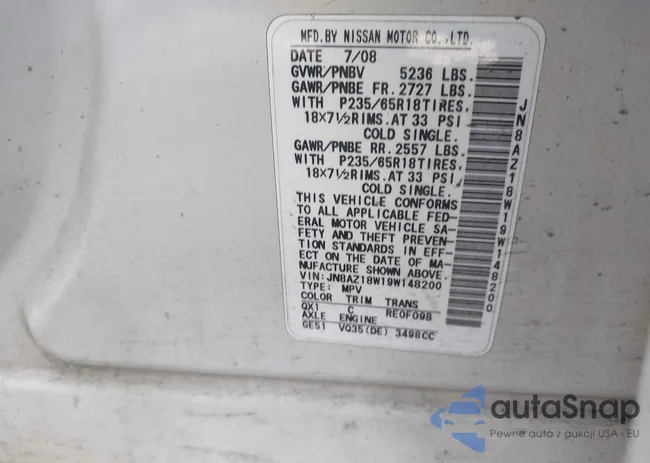 MFD.BY NISSAN MOTOR CO.,LTD.
DATE 7/08
GVWR/PNBV 5236 LBS.
GAWR/PNBE FR. 2727 LBS.
WITH P235/65R18TIRES.
18X7½RIMS.AT 33 PSI
COLD SINGLE.
GAWR/PNBE RR. 2557 LBS.
WITH P235/65R18TIRES.
18X7½RIMS.AT 33 PSI
COLD SINGLE.
THIS VEHICLE CONFORMS
TO ALL APPLICABLE FED-
ERAL MOTOR VEHICLE SA-
FETY AND THEFT PREVEN-
TION STANDARDS IN EFF-
ECT ON THE DATE OF MA-
NUFACTURE SHOWN ABOVE.
VIN:JN8AZ18W19W148200
TYPE: MPV
COLOR TRIM TRANS
QX1 C RE0F09B
AXLE ENGINE
GE51 VQ35(DE) 3498CC
JN8AZ18W19W148200
autaSnap
Pewne auta z aukcji USA i EU